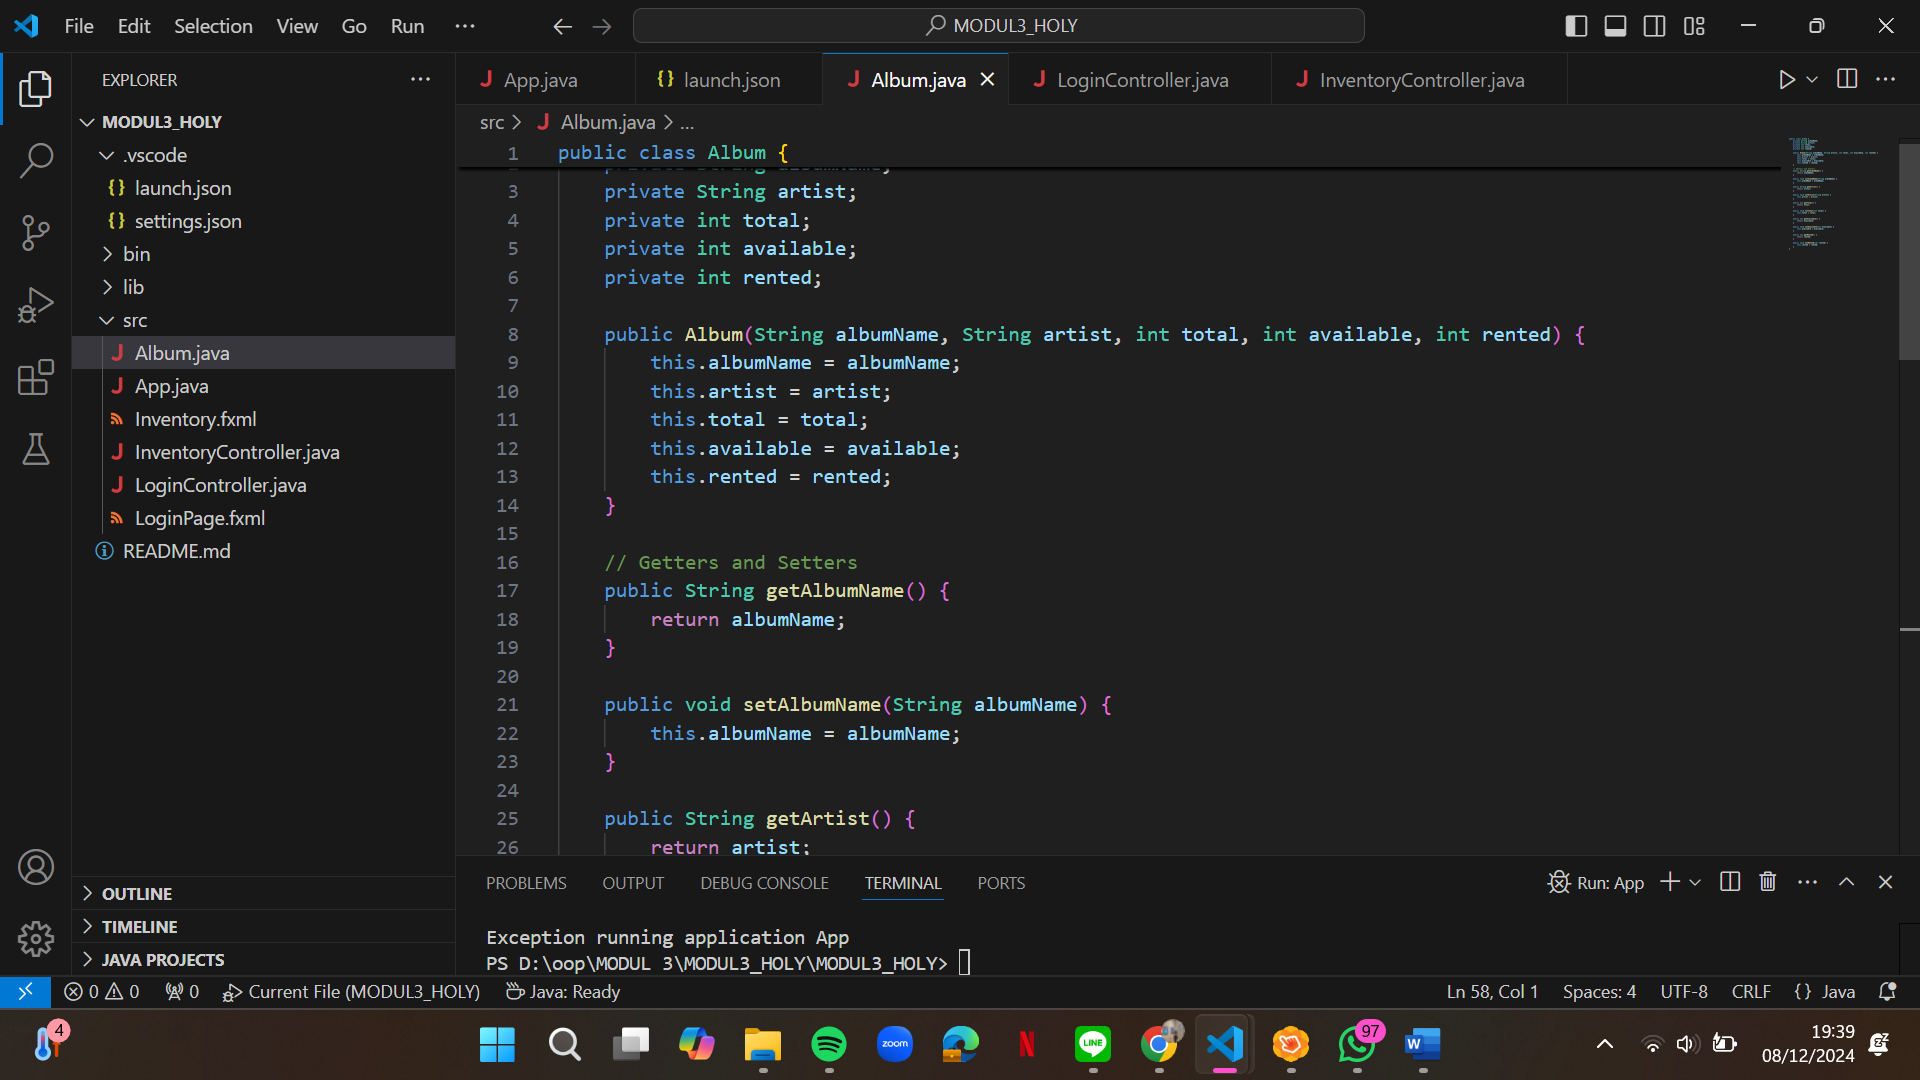 File Edit Selection View Go Run ··· MODUL3_HOLY
EXPLORER ···
App.java {} launch.json Album.java LoginController.java InventoryController.java ···
MODUL3_HOLY
.vscode
{} launch.json
{} settings.json
bin
lib
src
Album.java
App.java
Inventory.fxml
InventoryController.java
LoginController.java
LoginPage.fxml
README.md
OUTLINE
TIMELINE
JAVA PROJECTS
src > Album.java > ...
1 public class Album {
3 private String artist;
4 private int total;
5 private int available;
6 private int rented;
7
8 public Album(String albumName, String artist, int total, int available, int rented) {
9 this.albumName = albumName;
10 this.artist = artist;
11 this.total = total;
12 this.available = available;
13 this.rented = rented;
14 }
15
16 // Getters and Setters
17 public String getAlbumName() {
18 return albumName;
19 }
20
21 public void setAlbumName(String albumName) {
22 this.albumName = albumName;
23 }
24
25 public String getArtist() {
26 return artist;
PROBLEMS OUTPUT DEBUG CONSOLE TERMINAL PORTS Run: App ···
Exception running application App
PS D:\oop\MODUL 3\MODUL3_HOLY\MODUL3_HOLY>
0 0 0 Current File (MODUL3_HOLY) Java: Ready Ln 58, Col 1 Spaces: 4 UTF-8 CRLF {} Java
4 zoom N LINE 97 W 19:39
08/12/2024